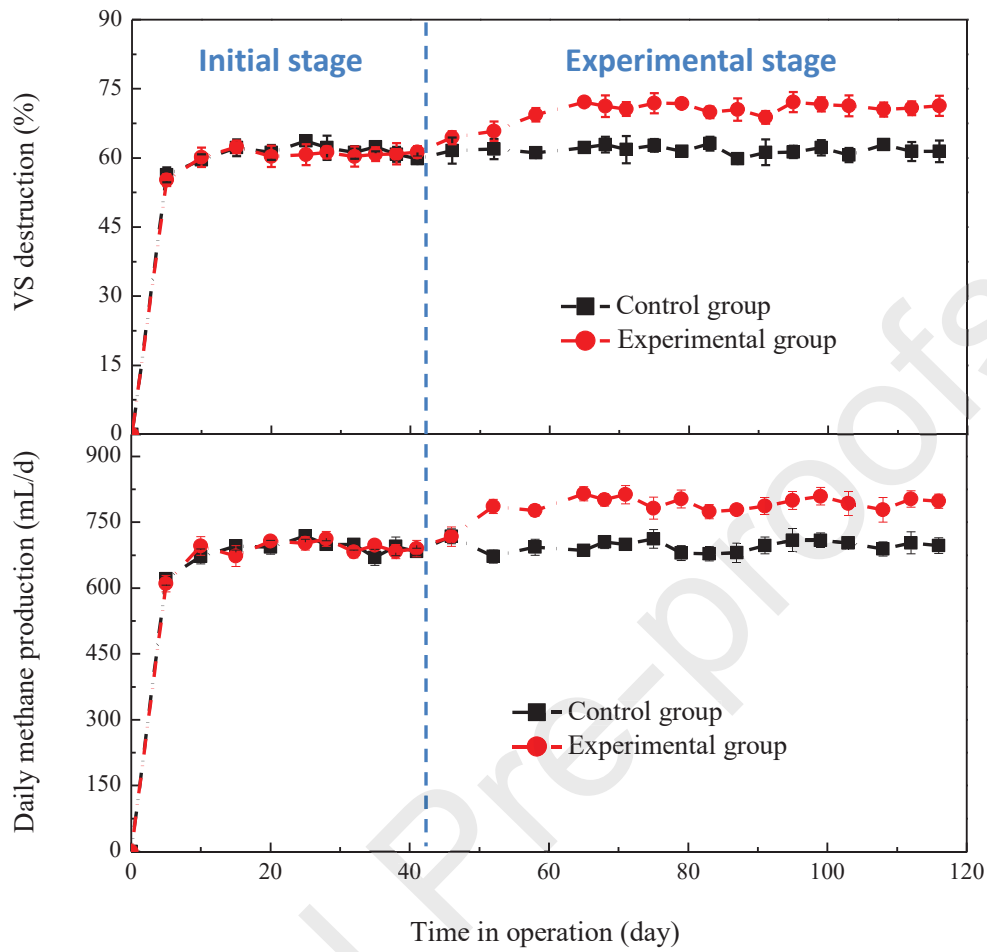 90
Initial stage
Experimental stage
75
60
45
30
15
0
VS destruction (%)
Control group
Experimental group
900
750
600
450
300
150
0
Daily methane production (mL/d)
Control group
Experimental group
0
20
40
60
80
100
120
Time in operation (day)
l Pre-proofs